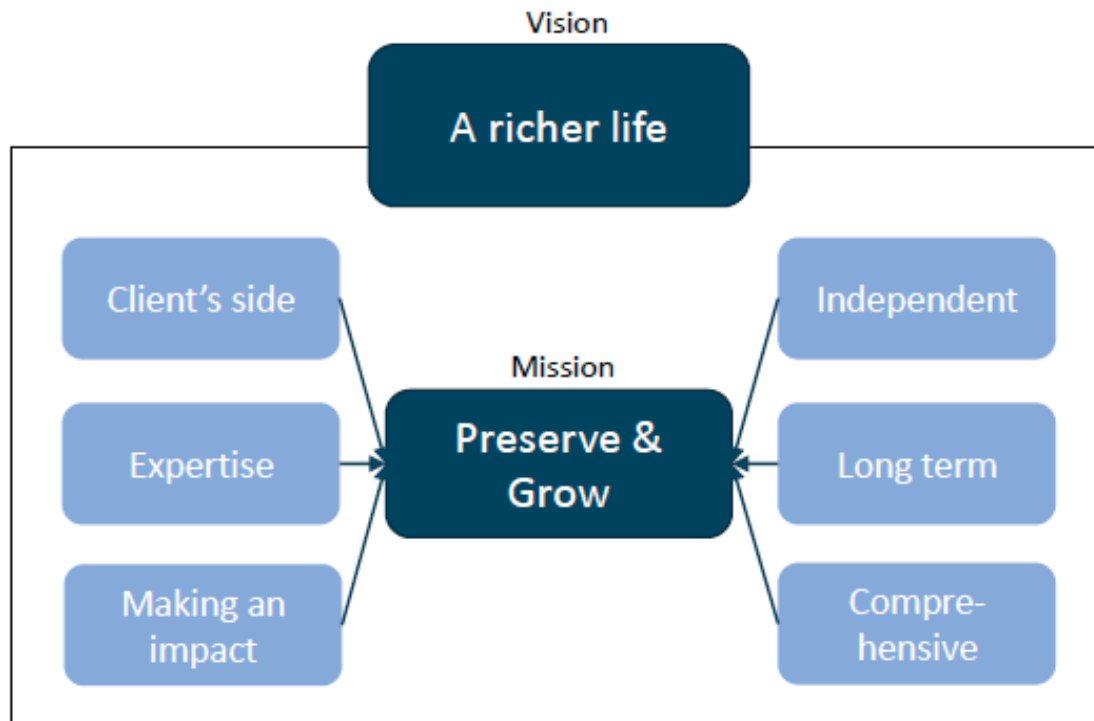 Vision
A richer life
Client’s side
Independent
Mission
Preserve &
Grow
Expertise
Long term
Making an
impact
Compre-
hensive